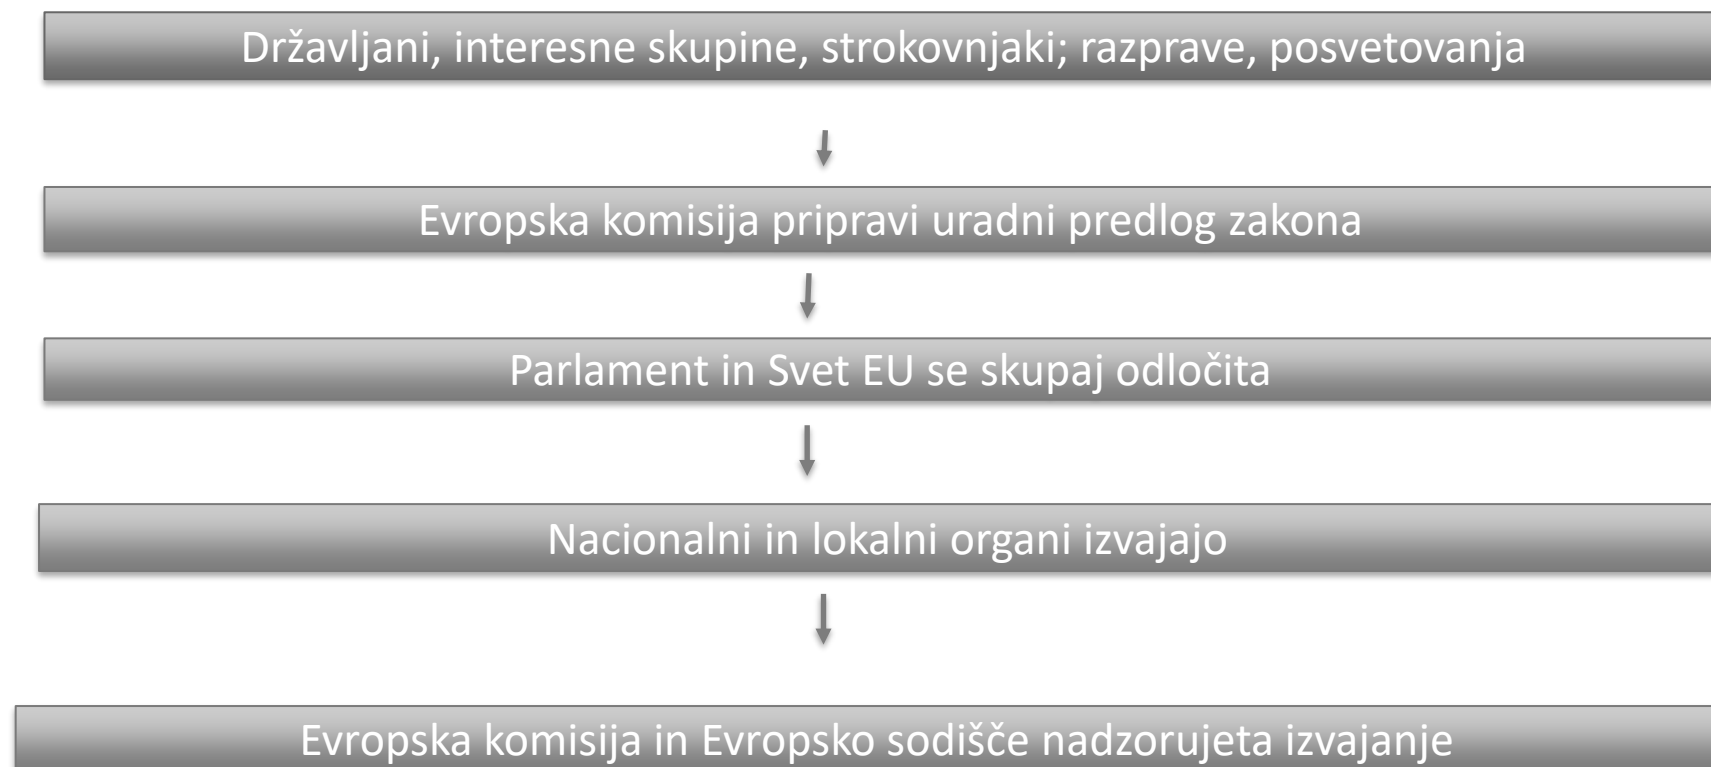 Državljani, interesne skupine, strokovnjaki; razprave, posvetovanja
Evropska komisija pripravi uradni predlog zakona
Parlament in Svet EU se skupaj odločita
Nacionalni in lokalni organi izvajajo
Evropska komisija in Evropsko sodišče nadzorujeta izvajanje